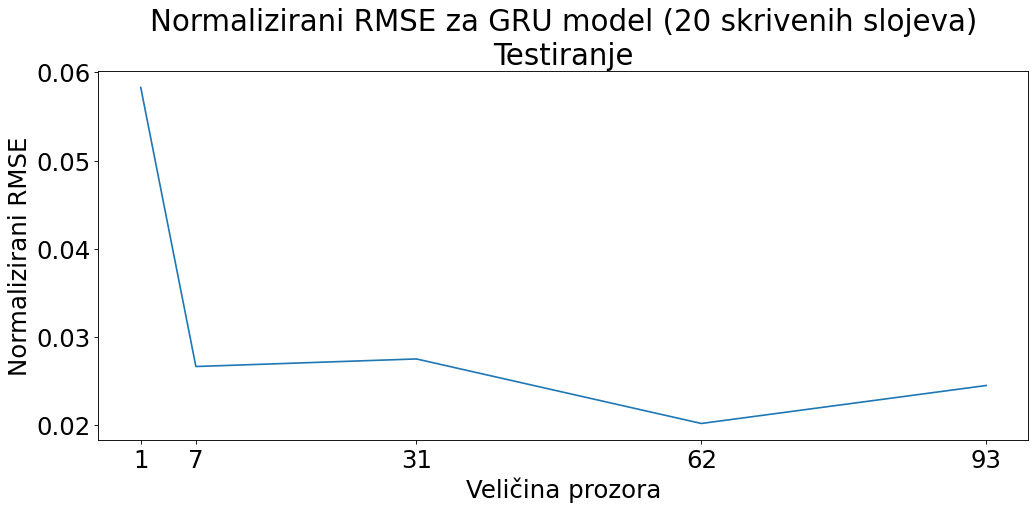 Normalizirani RMSE za GRU model (20 skrivenih slojeva)
Testiranje
Normalizirani RMSE
0.06
0.05
0.04
0.03
0.02
1 7 31 62 93
Veličina prozora